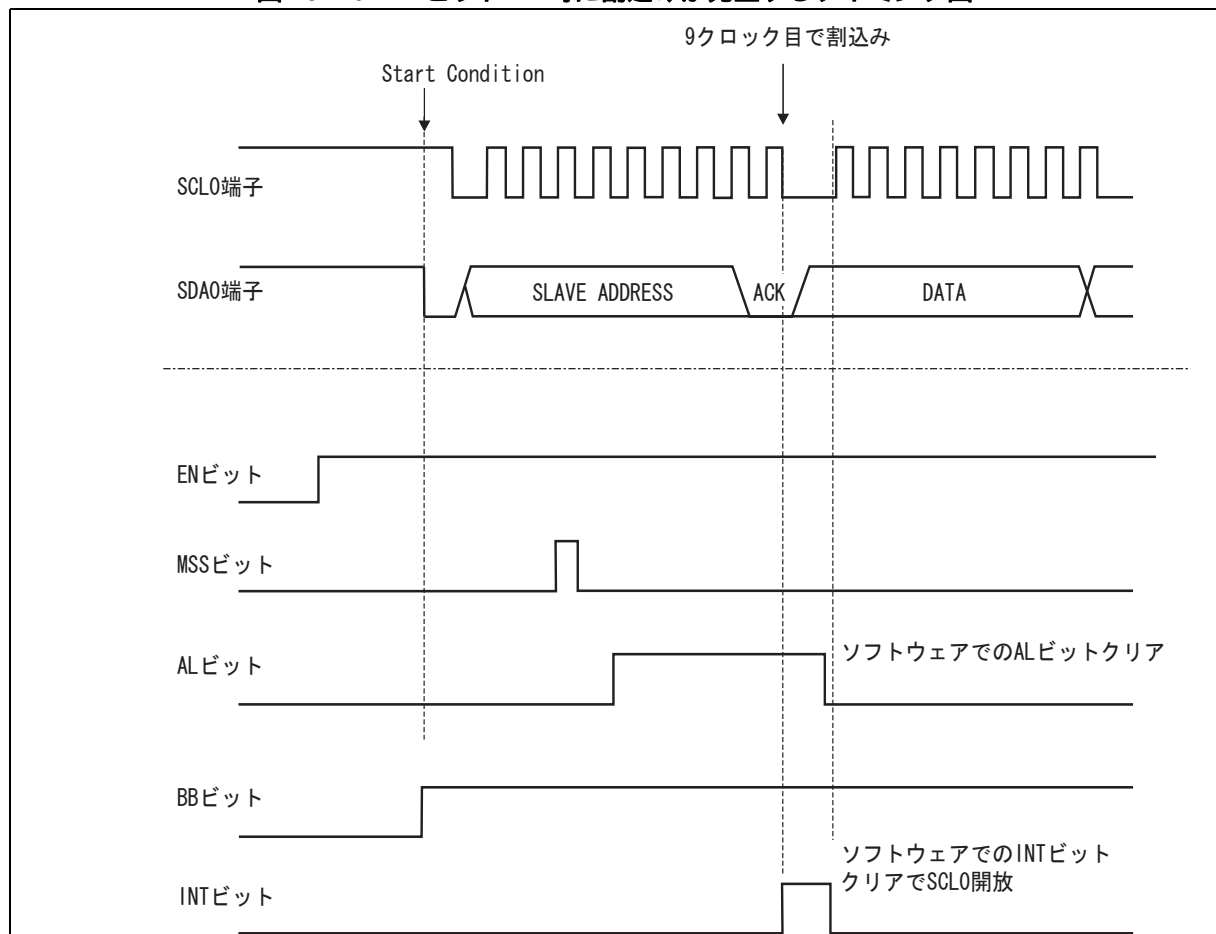 9クロック目で割込み
Start Condition
SCL0端子
SDA0端子
SLAVE ADDRESS
ACK
DATA
ENビット
MSSビット
ALビット
ソフトウェアでのALビットクリア
BBビット
ソフトウェアでのINTビット
クリアでSCL0開放
INTビット